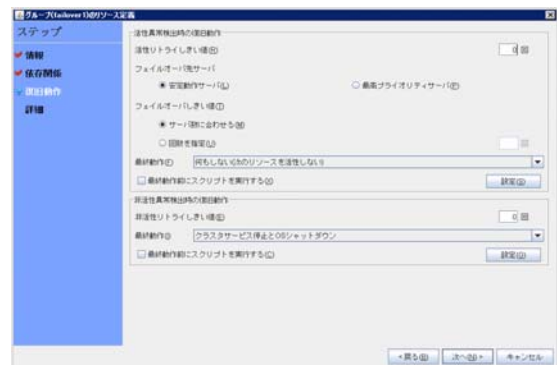 グループ(failover1)のリソース定義
ステップ
情報
依存関係
復旧動作
詳細
活性異常検出時の復旧動作
活性リトライしきい値(R) 0 回
フェイルオーバ先サーバ
安定動作サーバ(L) 最高プライオリティサーバ(P)
フェイルオーバしきい値(T)
サーバ数に合わせる(M)
回数を指定(U) 回
最終動作(F) 何もしない(次のリソースを活性しない)
最終動作前にスクリプトを実行する(X) 設定(S)
非活性異常検出時の復旧動作
非活性リトライしきい値(E) 0 回
最終動作(I) クラスタサービス停止とOSシャットダウン
最終動作前にスクリプトを実行する(C) 設定(G)
<戻る(B) 次へ(N)> キャンセル